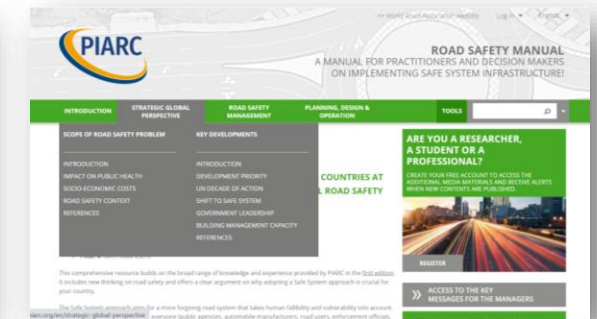 >> World Road Association website Log in English
PIARC
ROAD SAFETY MANUAL
A MANUAL FOR PRACTITIONERS AND DECISION MAKERS
ON IMPLEMENTING SAFE SYSTEM INFRASTRUCTURE!
INTRODUCTION
STRATEGIC GLOBAL
PERSPECTIVE
ROAD SAFETY
MANAGEMENT
PLANNING, DESIGN &
OPERATION
TOOLS
SCOPE OF ROAD SAFETY PROBLEM
INTRODUCTION
IMPACT ON PUBLIC HEALTH
SOCIO-ECONOMIC COSTS
ROAD SAFETY CONTEXT
REFERENCES
KEY DEVELOPMENTS
INTRODUCTION
DEVELOPMENT PRIORITY
UN DECADE OF ACTION
SHIFT TO SAFE SYSTEM
GOVERNMENT LEADERSHIP
BUILDING MANAGEMENT CAPACITY
REFERENCES
COUNTRIES AT
L ROAD SAFETY
This comprehensive resource builds on the broad range of knowledge and experience provided by PIARC in the first edition.
It includes new thinking on road safety and offers a clear argument on why adopting a Safe System approach is crucial for
your country.
The Safe System approach aims for a more forgiving road system that takes human fallibility and vulnerability into account.
everyone (public agencies, automobile manufacturers, road users, enforcement officials,
piarc.org/en/strategic-global-perspective
ARE YOU A RESEARCHER,
A STUDENT OR A
PROFESSIONAL?
CREATE YOUR FREE ACCOUNT TO ACCESS THE
ADDITIONAL MEDIA MATERIALS AND RECEIVE ALERTS
WHEN NEW CONTENTS ARE PUBLISHED.
REGISTER
ACCESS TO THE KEY
MESSAGES FOR THE MANAGERS